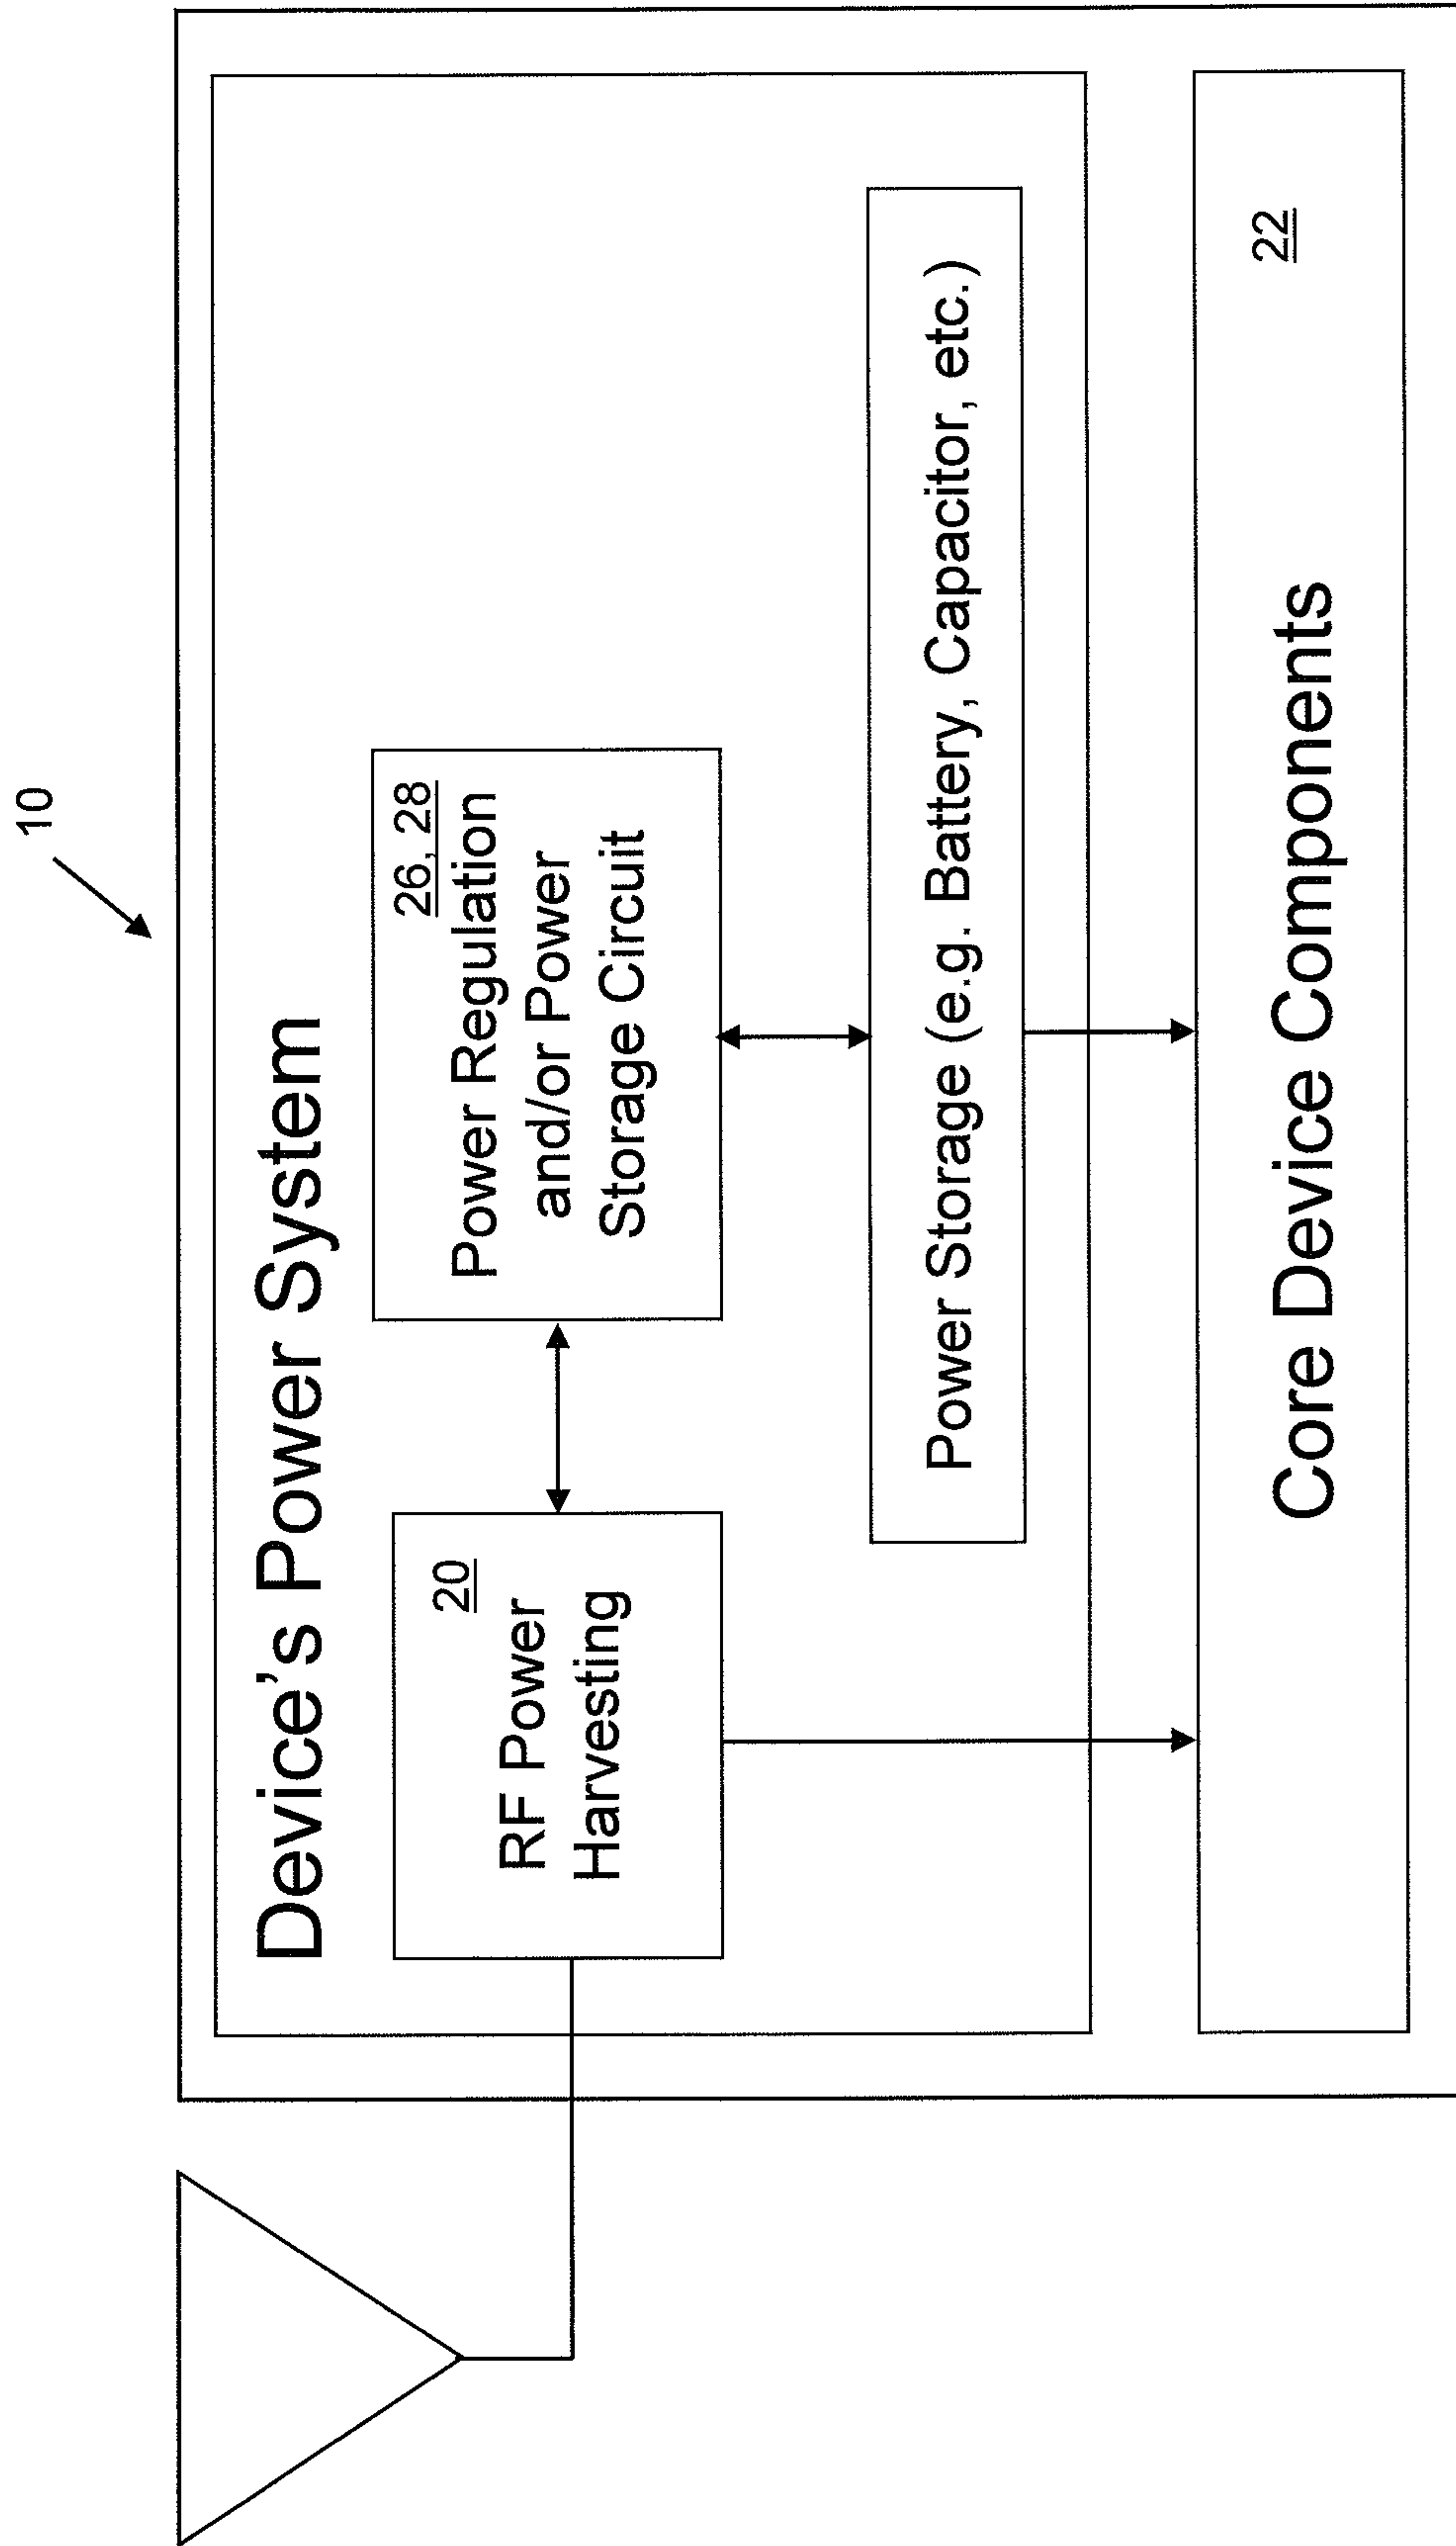 10
Device's Power System
20
RF Power
Harvesting
26, 28
Power Regulation
and/or Power
Storage Circuit
Power Storage (e.g. Battery, Capacitor, etc.)
22
Core Device Components